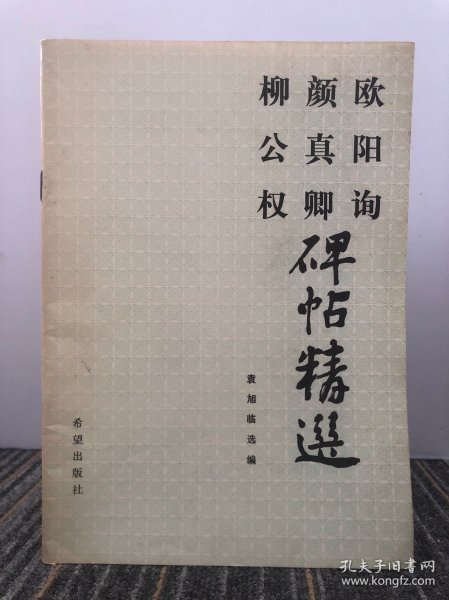 欧阳询
颜真卿
柳公权
碑帖精選
袁旭临选编
希望出版社
孔夫子旧书网
www.kongfz.com